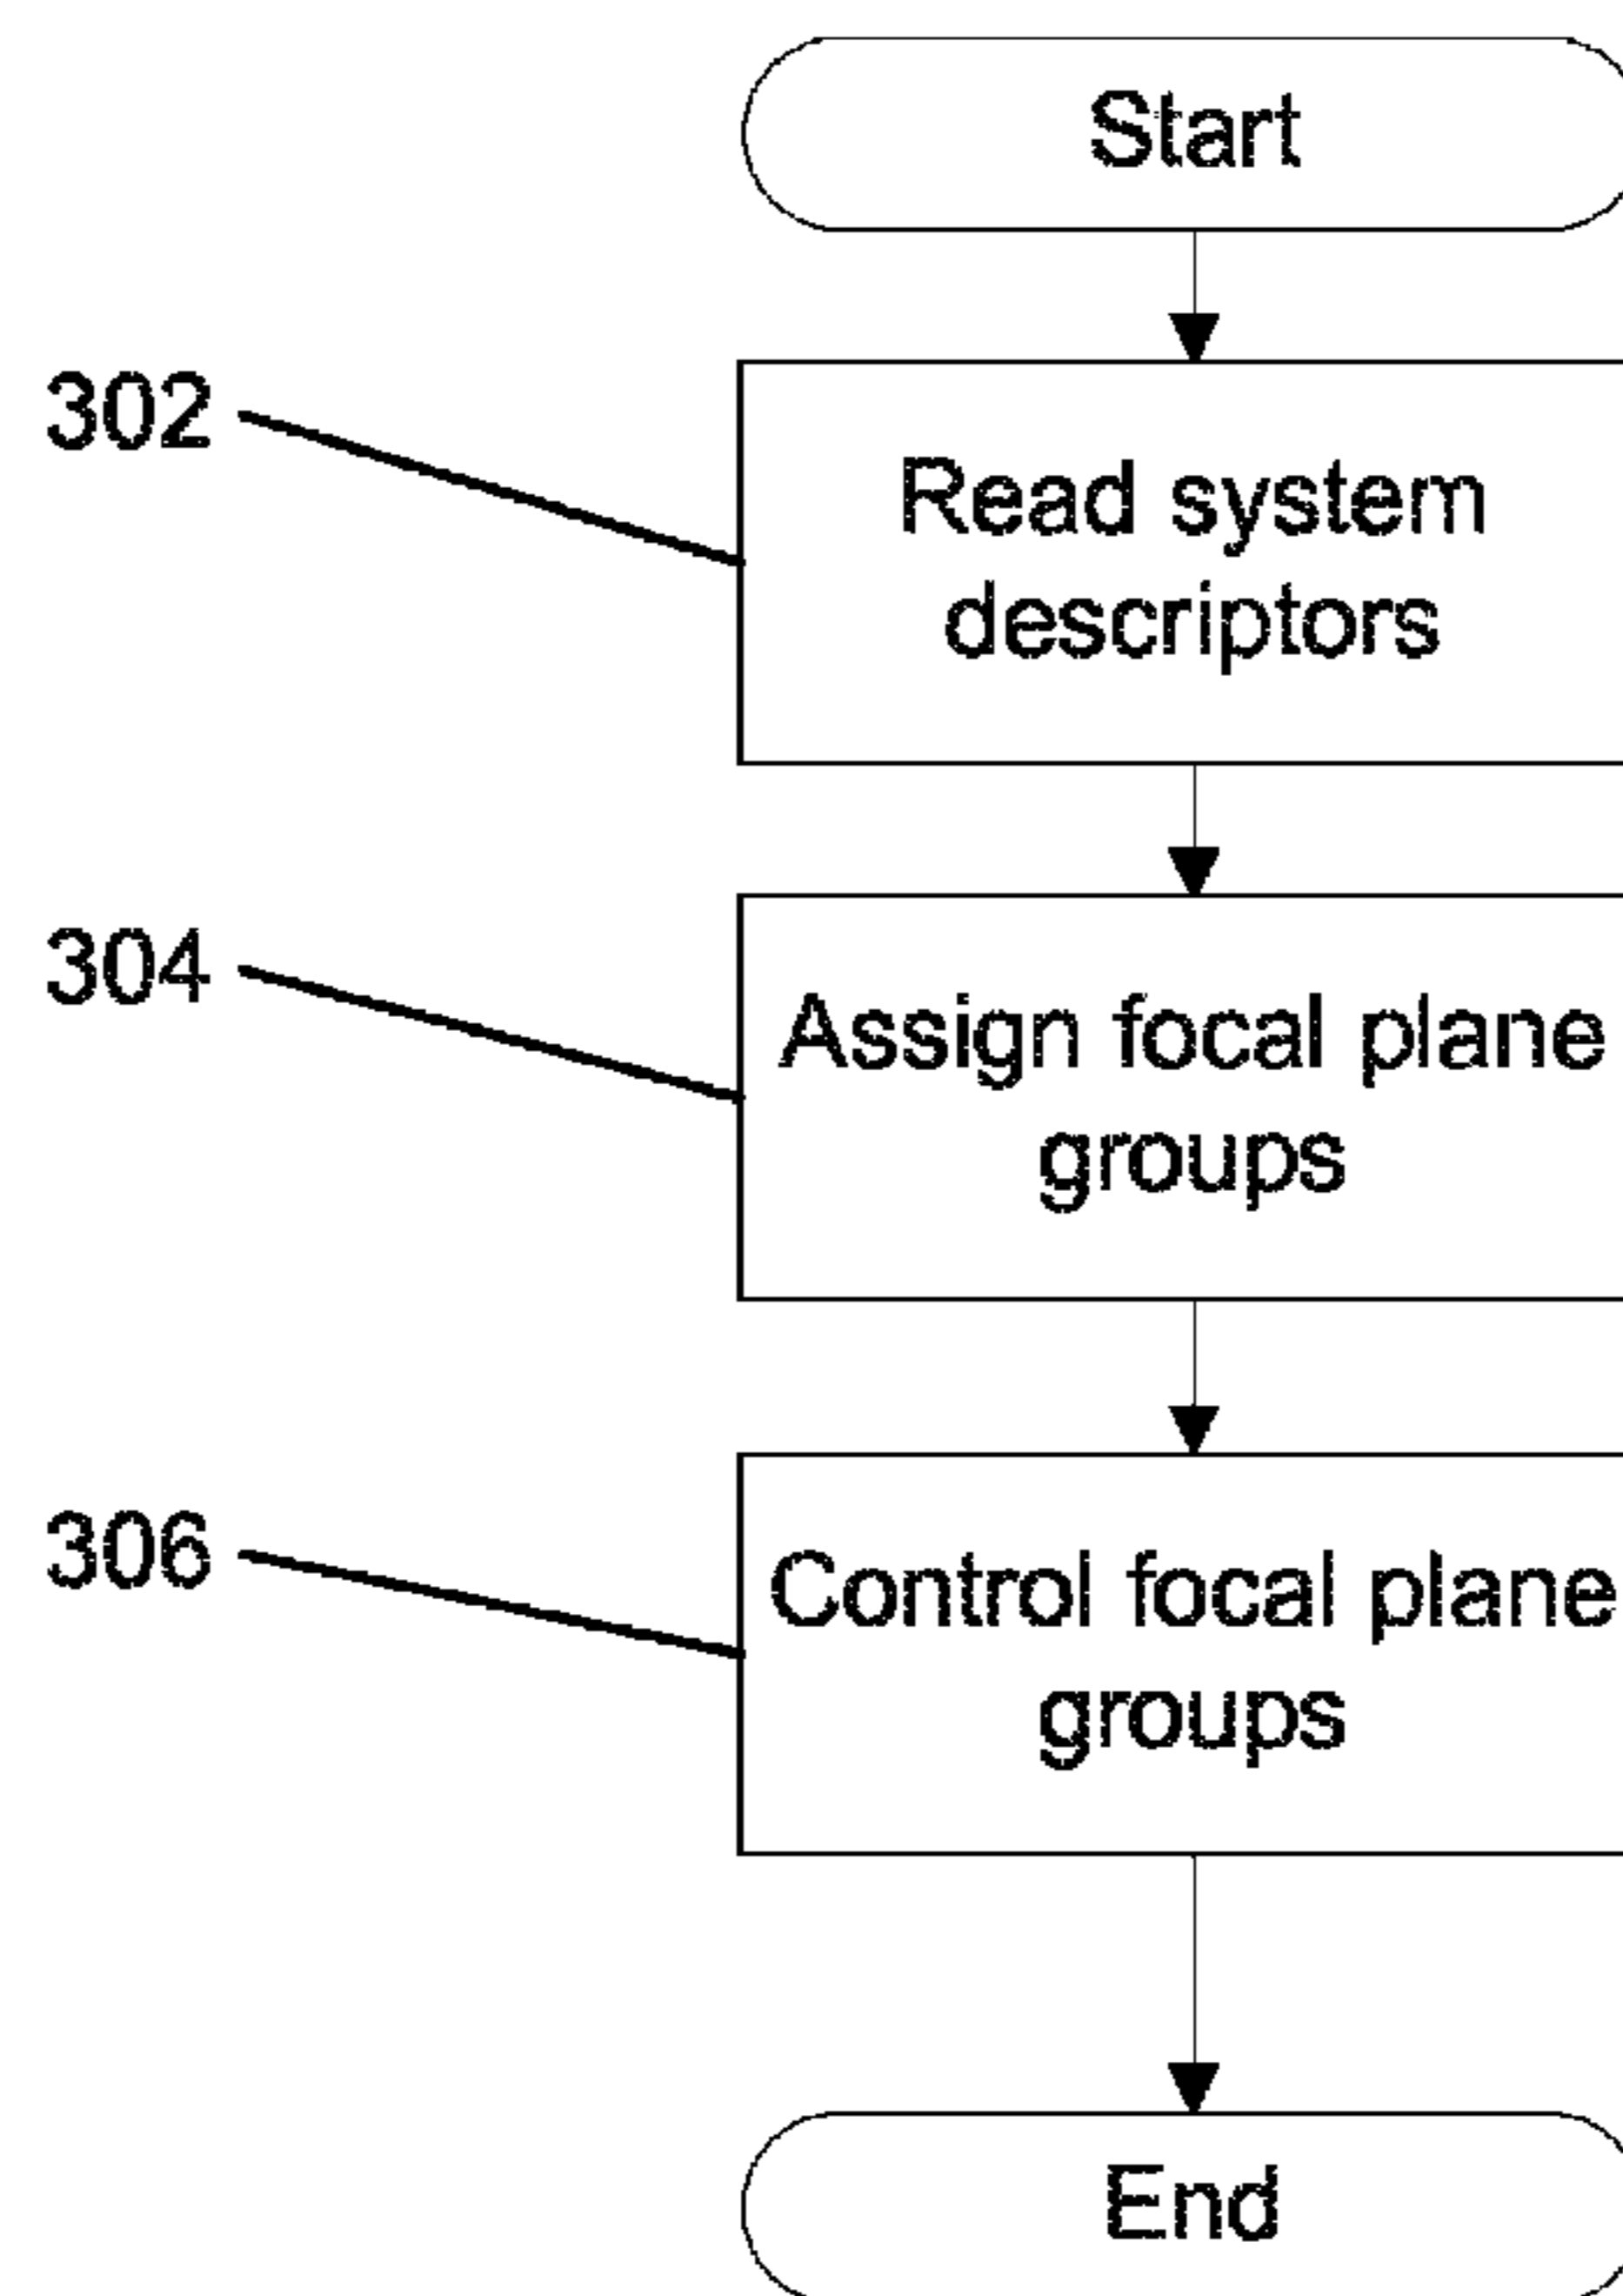 Start
302
Read system
descriptors
304
Assign focal plane
groups
306
Control focal plane
groups
End